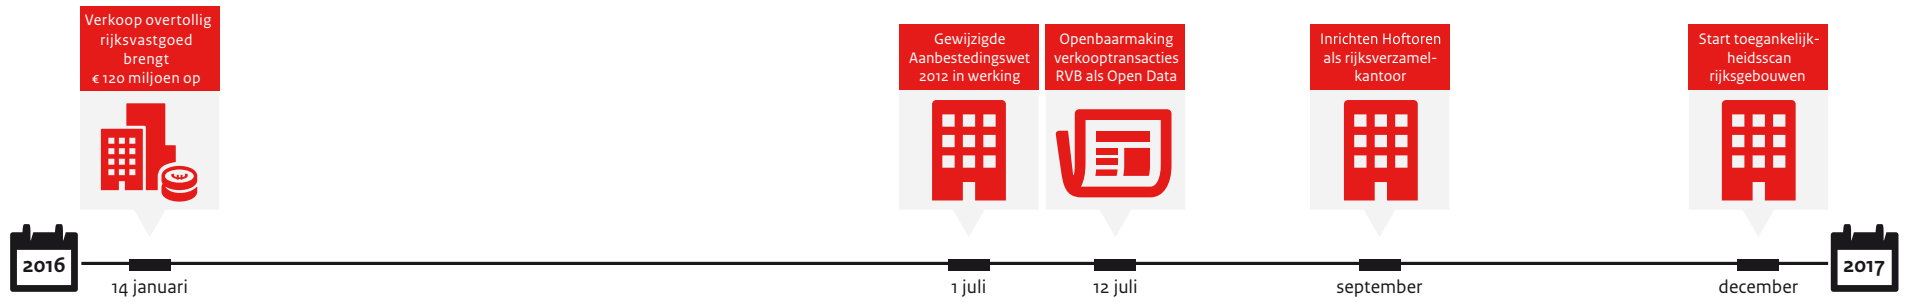 Verkoop overtollig
rijksvastgoed
brengt
€ 120 miljoen op
Gewijzigde
Aanbestedingswet
2012 in werking
Openbaarmaking
verkooptransacties
RVB als Open Data
Inrichten Hoftoren
als rijksverzamel-
kantoor
Start toegankelijk-
heidsscan
rijksgebouwen
2016
14 januari
1 juli
12 juli
september
december
2017